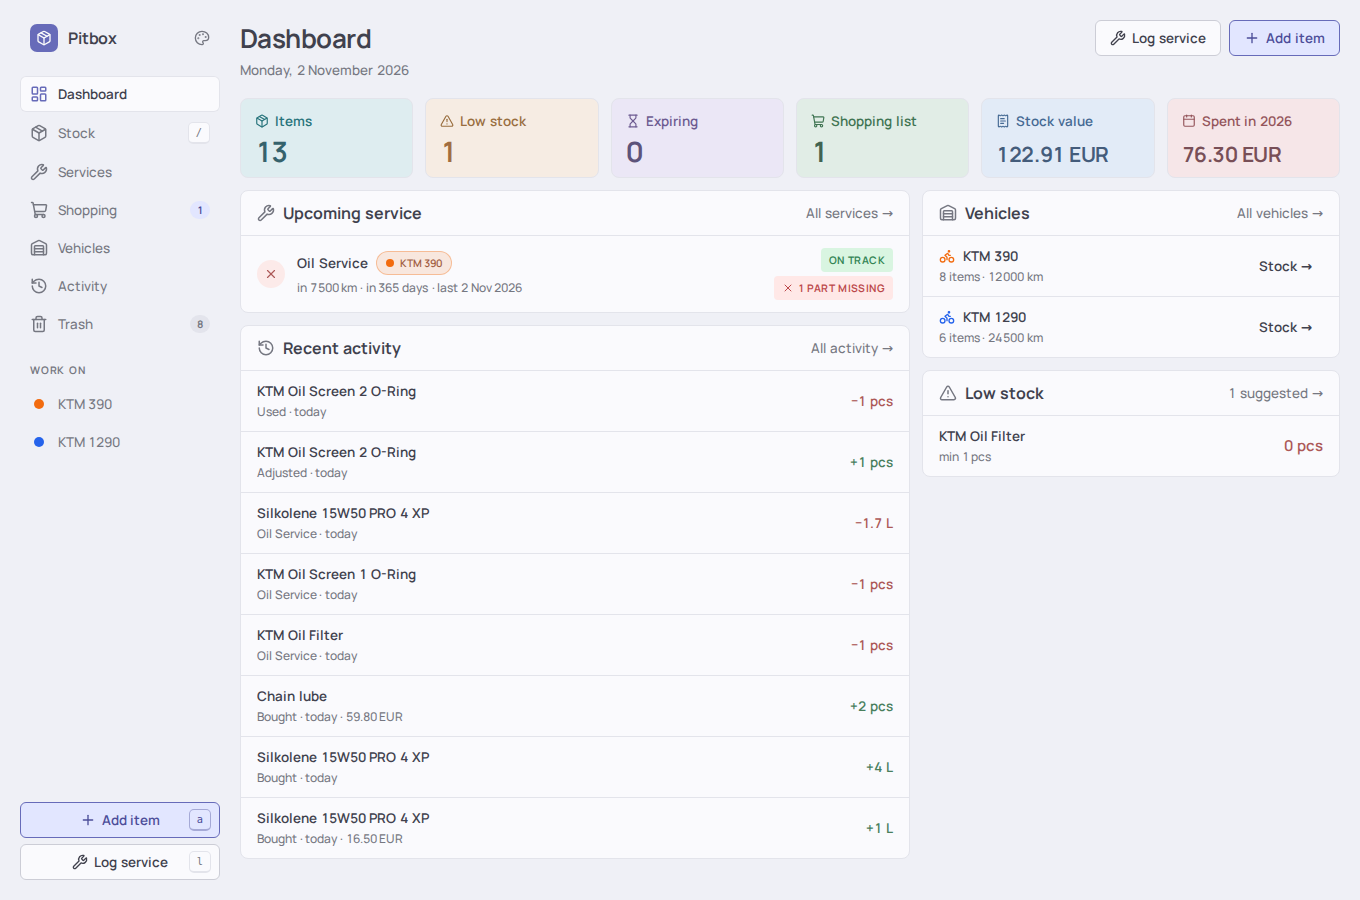 Pitbox
Dashboard
Stock /
Services
Shopping 1
Vehicles
Activity
Trash 8
WORK ON
KTM 390
KTM 1290
Add item a
Log service l
Dashboard
Monday, 2 November 2026
Log service
Add item
Items
13
Low stock
1
Expiring
0
Shopping list
1
Stock value
122.91 EUR
Spent in 2026
76.30 EUR
Upcoming service
All services →
Oil Service KTM 390
in 7500 km · in 365 days · last 2 Nov 2026
ON TRACK
1 PART MISSING
Recent activity
All activity →
KTM Oil Screen 2 O-Ring
Used · today
−1 pcs
KTM Oil Screen 2 O-Ring
Adjusted · today
+1 pcs
Silkolene 15W50 PRO 4 XP
Oil Service · today
−1.7 L
KTM Oil Screen 1 O-Ring
Oil Service · today
−1 pcs
KTM Oil Filter
Oil Service · today
−1 pcs
Chain lube
Bought · today · 59.80 EUR
+2 pcs
Silkolene 15W50 PRO 4 XP
Bought · today
+4 L
Silkolene 15W50 PRO 4 XP
Bought · today · 16.50 EUR
+1 L
Vehicles
All vehicles →
KTM 390
8 items · 12000 km
Stock →
KTM 1290
6 items · 24500 km
Stock →
Low stock
1 suggested →
KTM Oil Filter
min 1 pcs
0 pcs